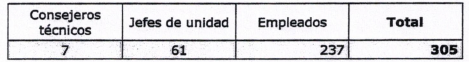 Consejeros técnicos Jefes de unidad Empleados Total
7 61 237 305